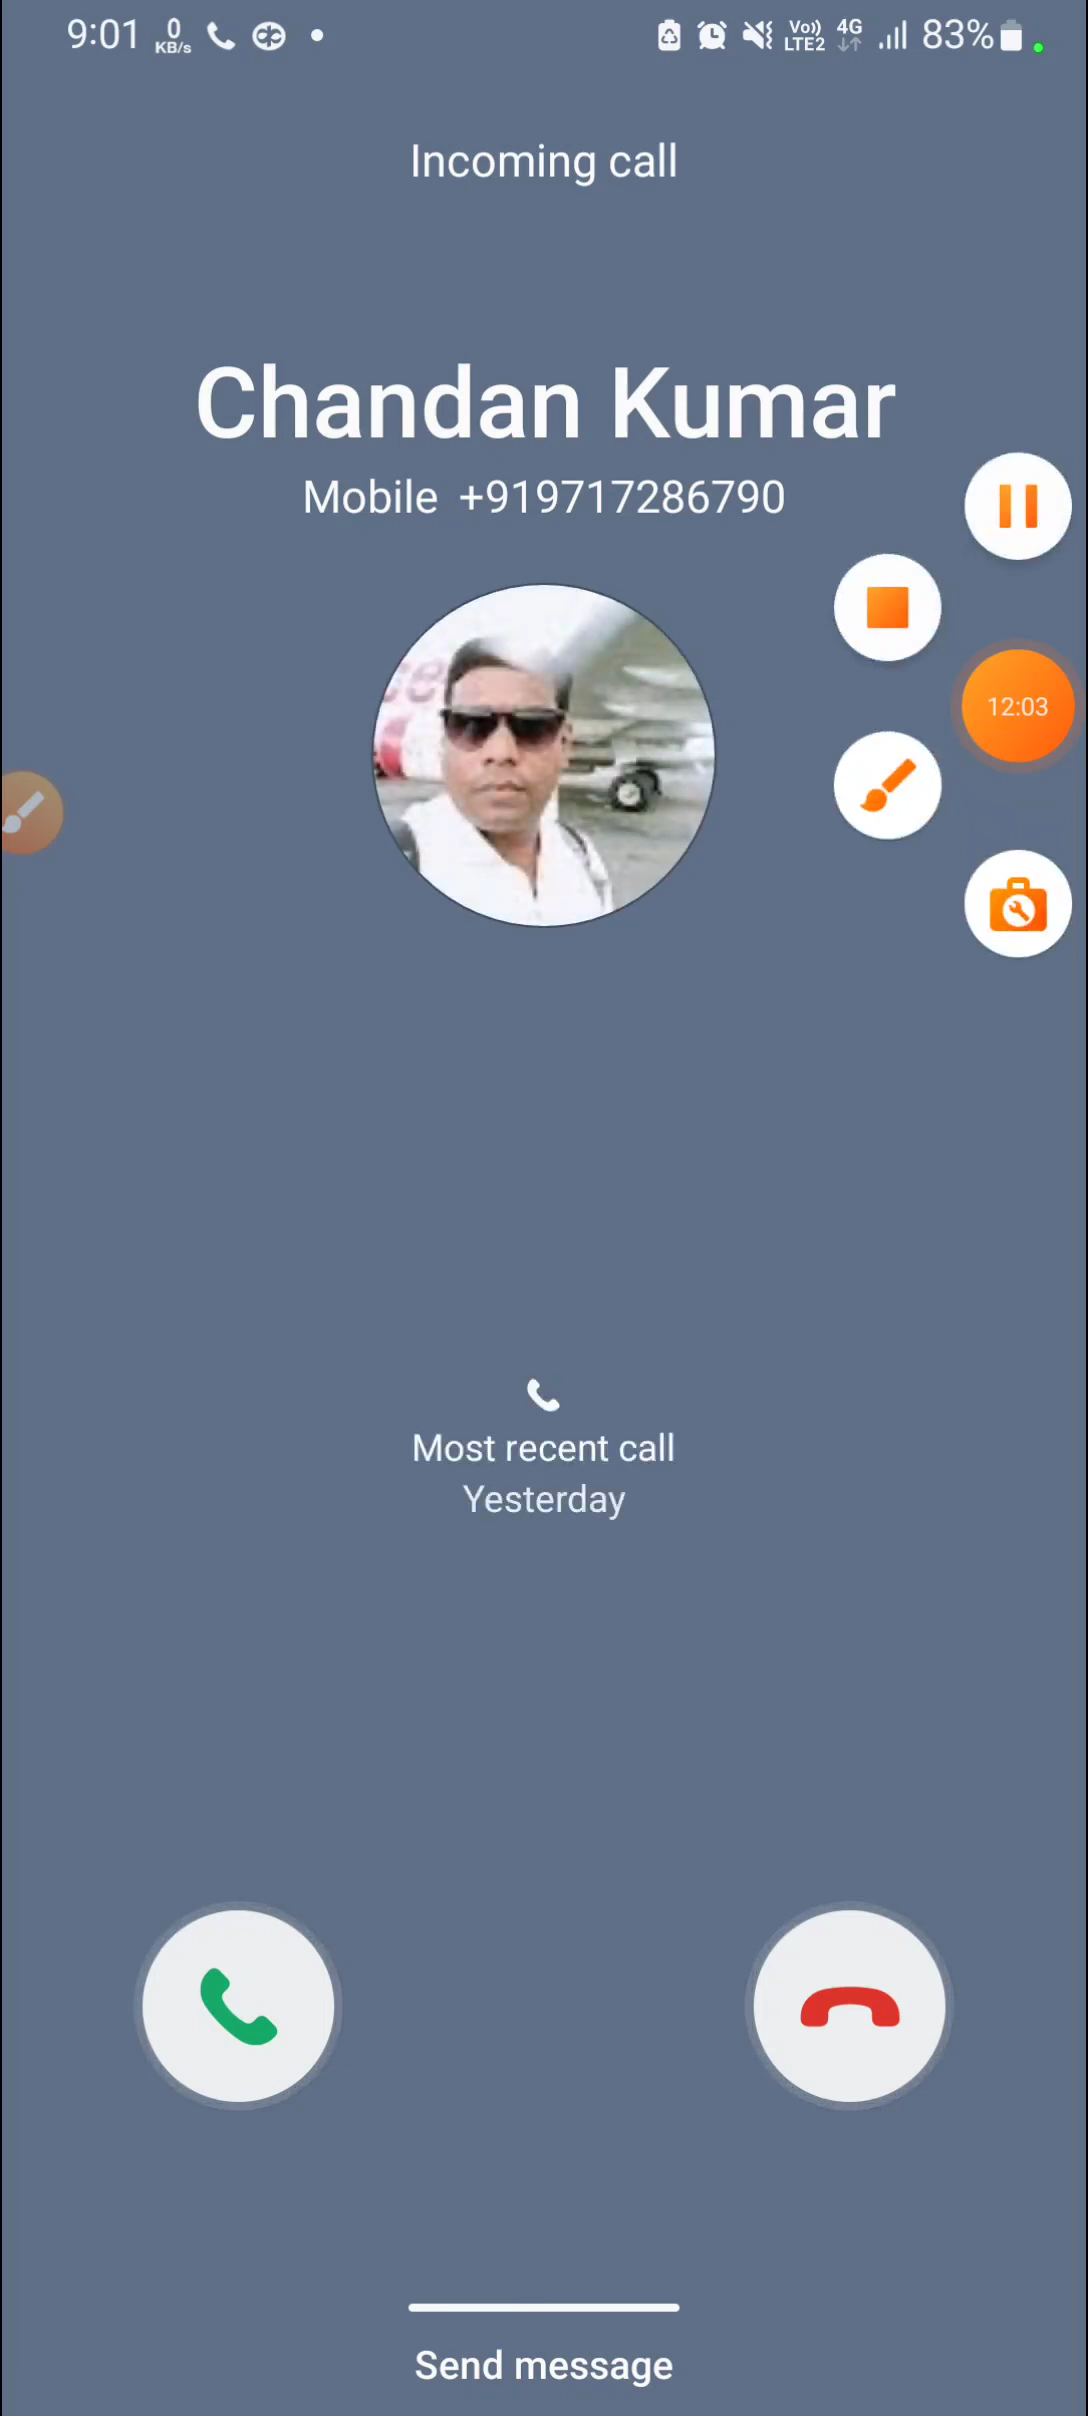 9:01 0 KB/s Vo)) LTE2 4G 83%
Incoming call
Chandan Kumar
Mobile +919717286790
12:03
Most recent call
Yesterday
Send message